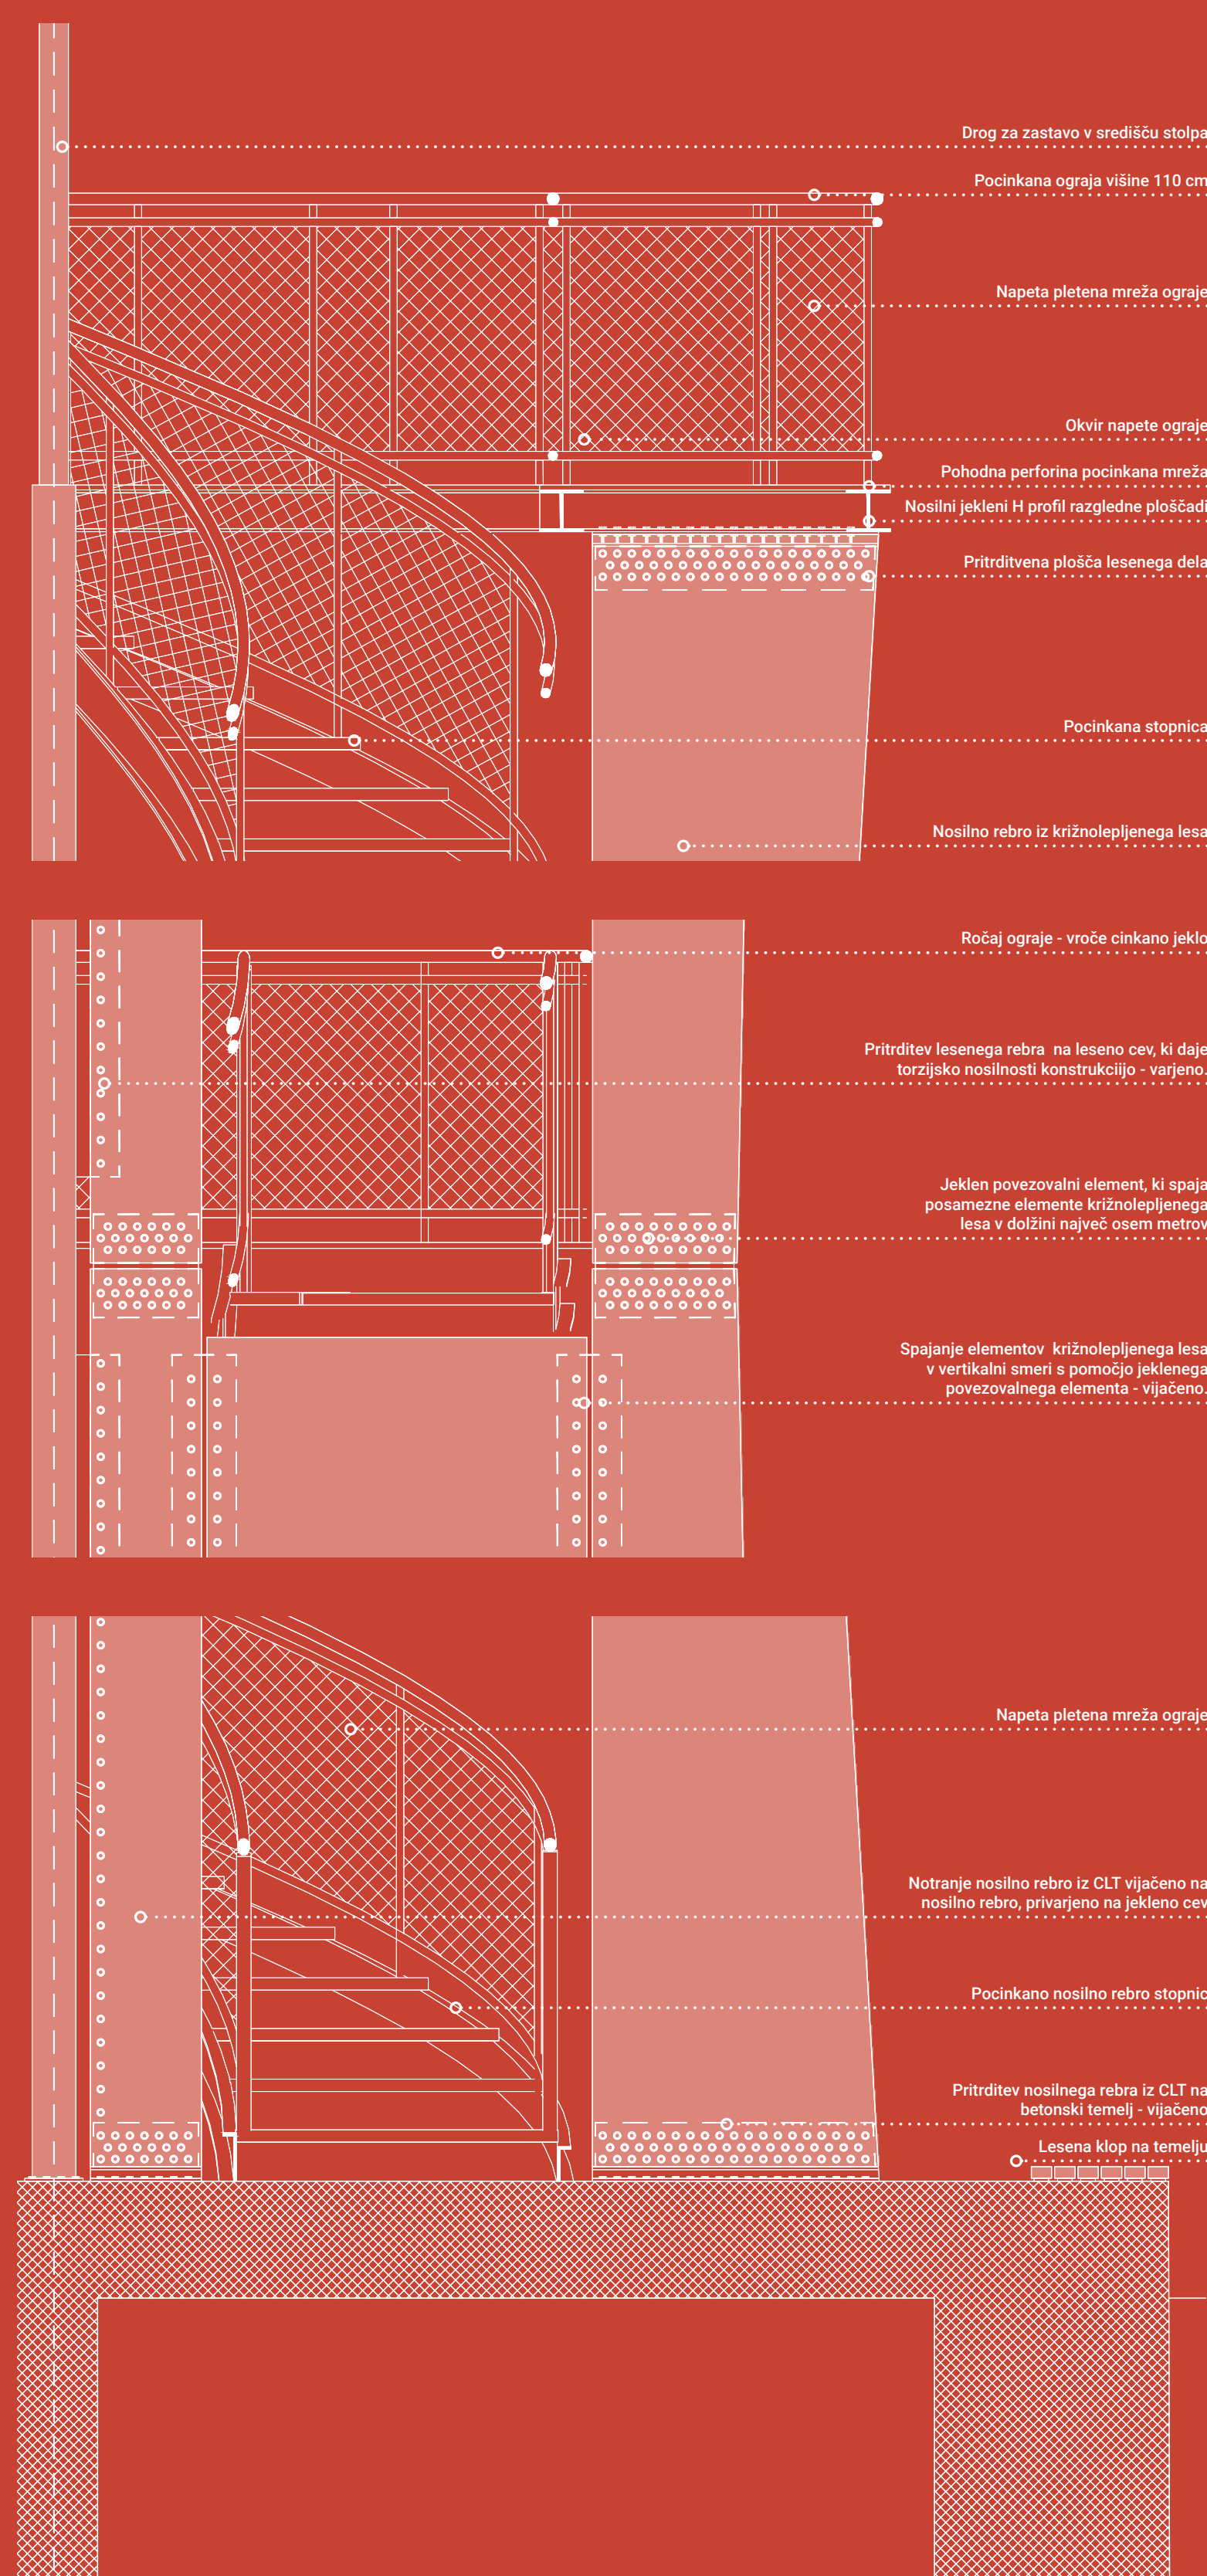 Drog za zastavo v središču stolpa
Pocinkana ograja višine 110 cm
Napeta pletena mreža ograje
Okvir napete ograje
Pohodna perforina pocinkana mreža
Nosilni jekleni H profil razgledne ploščadi
Pritrditvena plošča lesenega dela
Pocinkana stopnica
Nosilno rebro iz križnolepljenega lesa
Ročaj ograje - vroče cinkano jeklo
Pritrditev lesenega rebra na leseno cev, ki daje
torzijsko nosilnosti konstrukciijo - varjeno.
Jeklen povezovalni element, ki spaja
posamezne elemente križnolepljenega
lesa v dolžini največ osem metrov
Spajanje elementov križnolepljenega lesa
v vertikalni smeri s pomočjo jeklenega
povezovalnega elementa - vijačeno.
Napeta pletena mreža ograje
Notranje nosilno rebro iz CLT vijačeno na
nosilno rebro, privarjeno na jekleno cev
Pocinkano nosilno rebro stopnic
Pritrditev nosilnega rebra iz CLT na
betonski temelj - vijačeno
Lesena klop na temelju